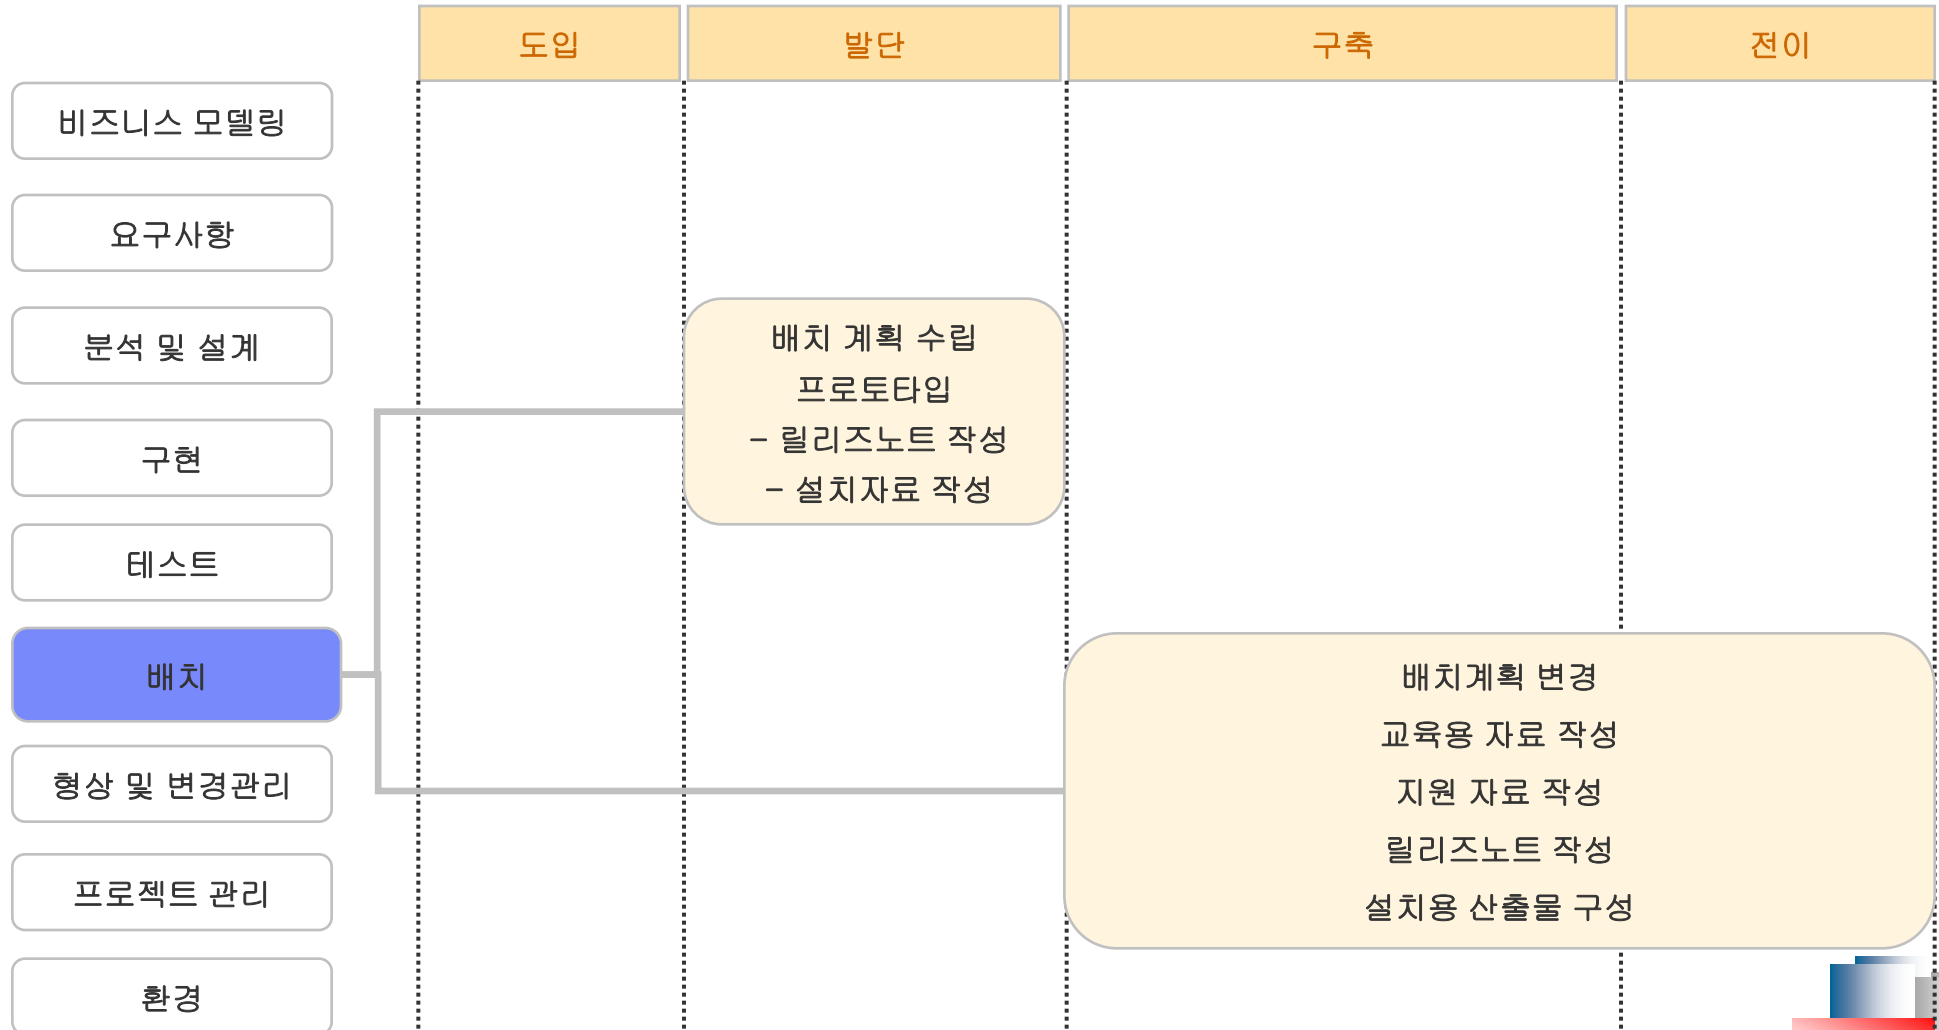 도입
발단
구축
전이
비즈니스 모델링
요구사항
분석 및 설계
구현
테스트
배치
형상 및 변경관리
프로젝트 관리
환경
배치 계획 수립
프로토타입
– 릴리즈노트 작성
– 설치자료 작성
배치계획 변경
교육용 자료 작성
지원 자료 작성
릴리즈노트 작성
설치용 산출물 구성